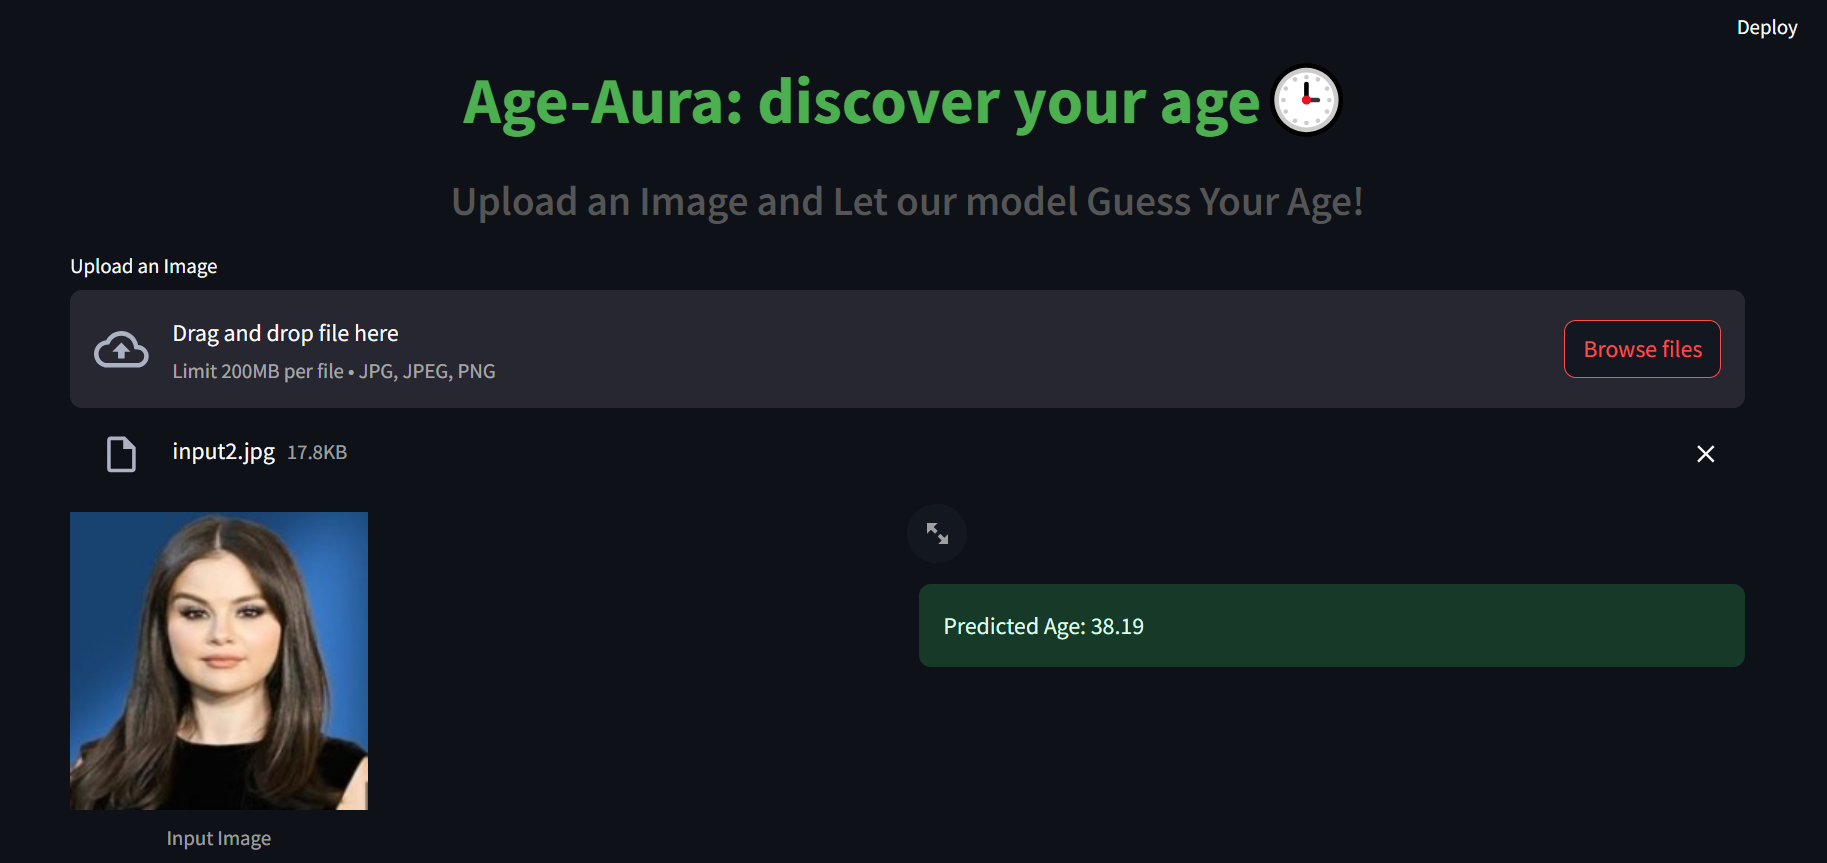 Deploy
Age-Aura: discover your age
Upload an Image and Let our model Guess Your Age!
Upload an Image
Drag and drop file here
Limit 200MB per file • JPG, JPEG, PNG
Browse files
input2.jpg 17.8KB
Predicted Age: 38.19
Input Image